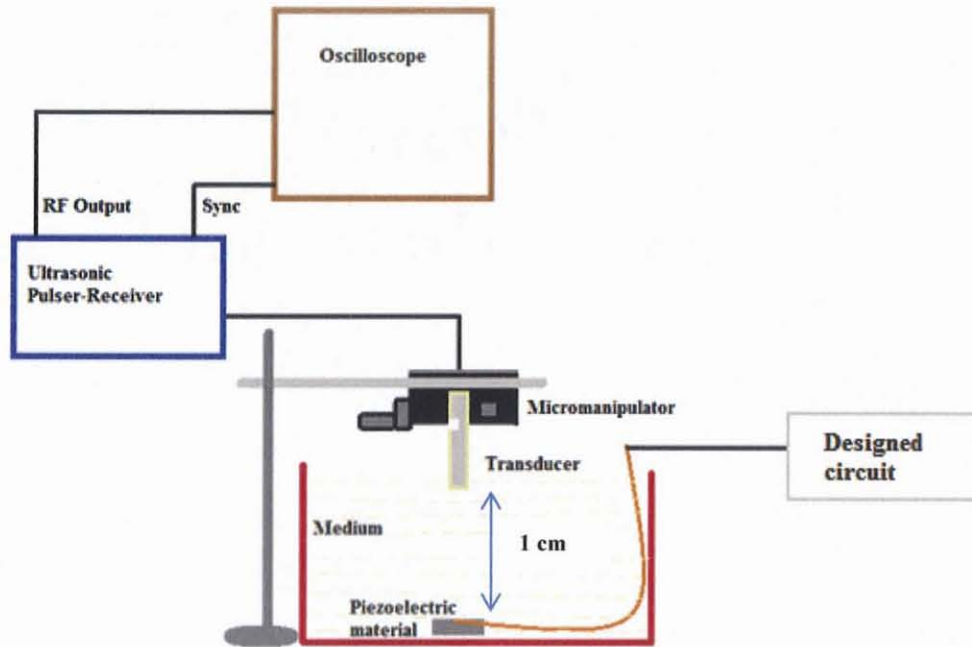 Oscilloscope
RF Output
Sync
Ultrasonic
Pulser-Receiver
Micromanipulator
Transducer
Designed
circuit
Medium
1 cm
Piezoelectric
material